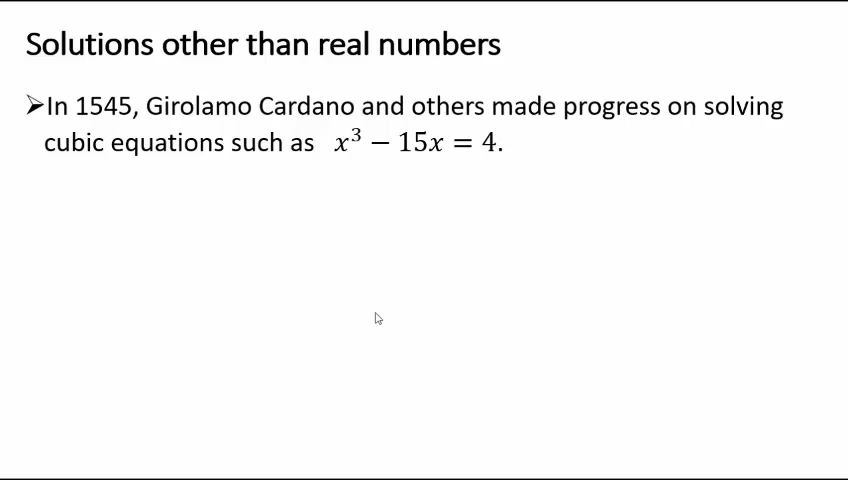 Solutions other than real numbers
➢In 1545, Girolamo Cardano and others made progress on solving
cubic equations such as x³ − 15x = 4.